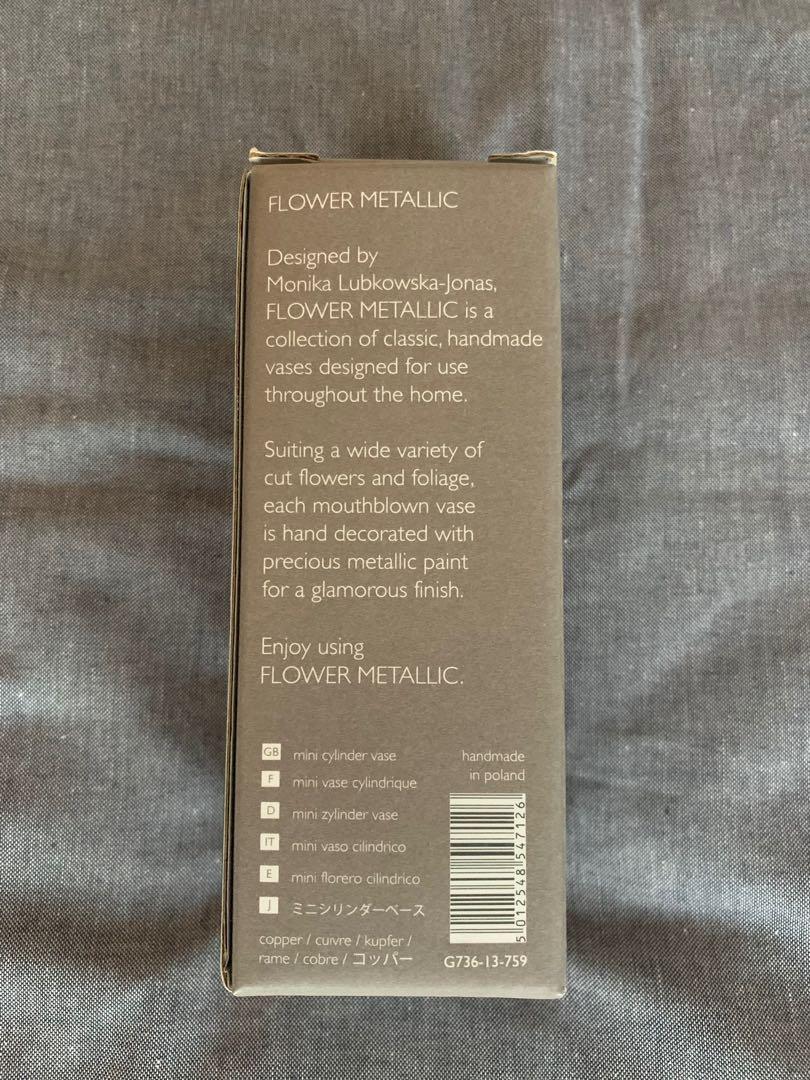 FLOWER METALLIC
Designed by
Monika Lubkowska-Jonas,
FLOWER METALLIC is a
collection of classic, handmade
vases designed for use
throughout the home.
Suiting a wide variety of
cut flowers and foliage,
each mouthblown vase
is hand decorated with
precious metallic paint
for a glamorous finish.
Enjoy using
FLOWER METALLIC.
GB mini cylinder vase
F mini vase cylindrique
D mini zylinder vase
IT mini vaso cilindrico
E mini florero cilindrico
J ミニシリンダーベース
copper / cuivre / kupfer /
rame / cobre / コッパー
handmade
in poland
5 012548 547126
G736-13-759